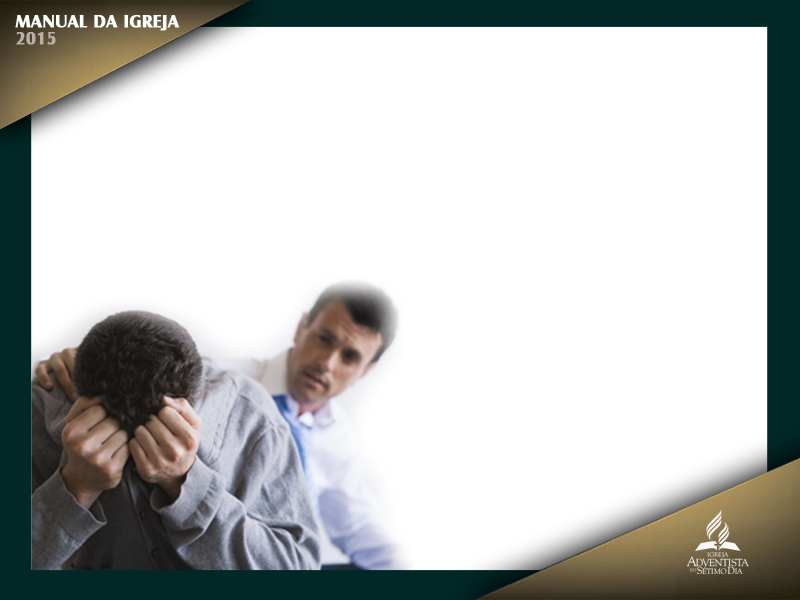 MANUAL DA IGREJA
2015
IGREJA
ADVENTISTA
DO SÉTIMO DIA